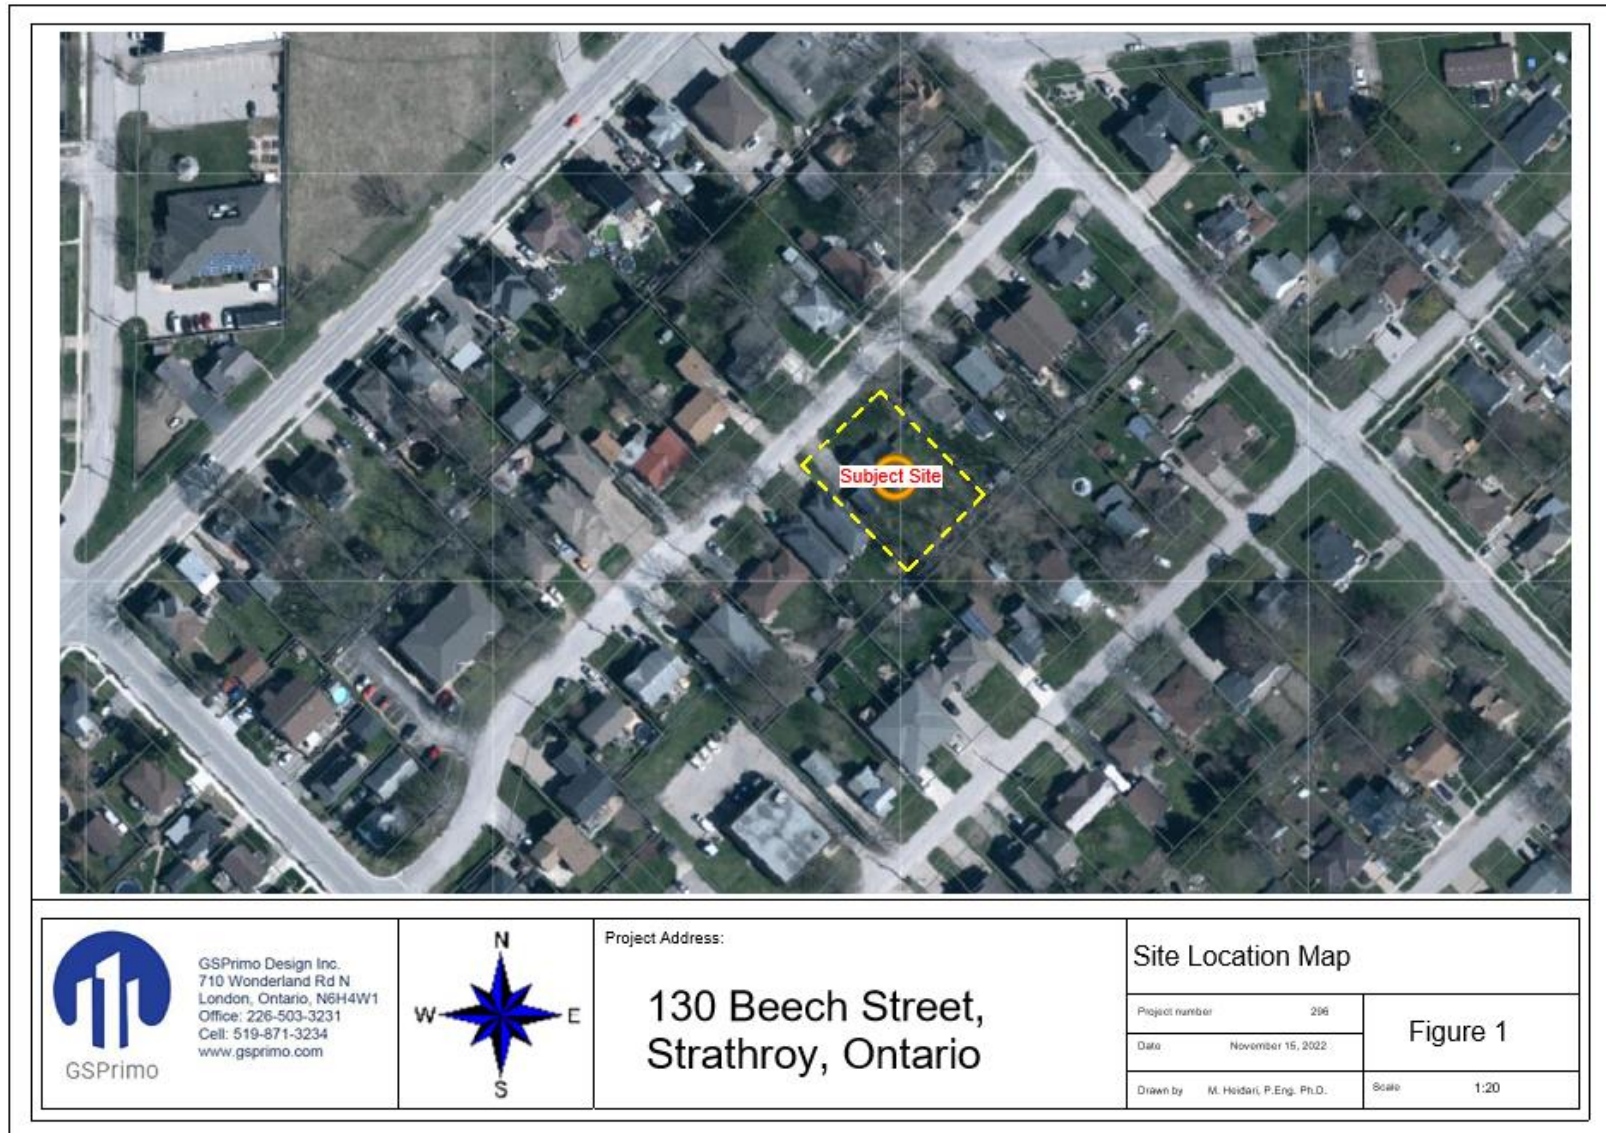 Subject Site
GSPrimo
GSPrimo Design Inc.
710 Wonderland Rd N
London, Ontario, N6H4W1
Office: 226-503-3231
Cell: 519-871-3234
www.gsprimo.com
N
W E
S
Project Address:
130 Beech Street,
Strathroy, Ontario
Site Location Map
Project number 296
Date November 15, 2022
Drawn by M. Heidari, P.Eng. Ph.D.
Figure 1
Scale 1:20